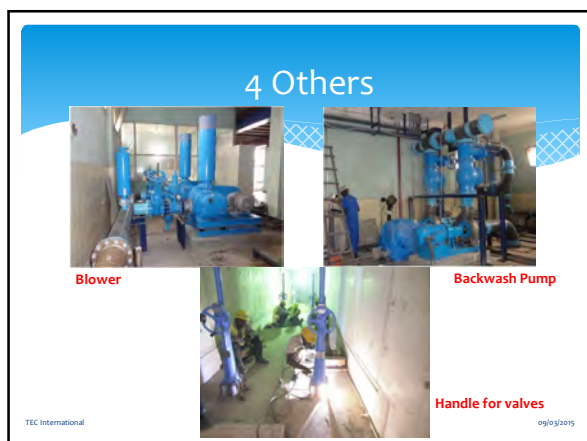 4 Others
Blower
Backwash Pump
Handle for valves
TEC International
09/03/2015